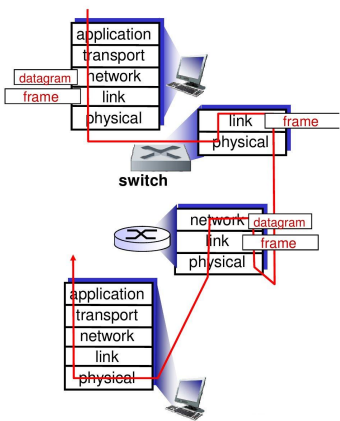 application
transport
datagram network
frame link
physical
link frame
physical
switch
network datagram
link frame
physical
application
transport
network
link
physical